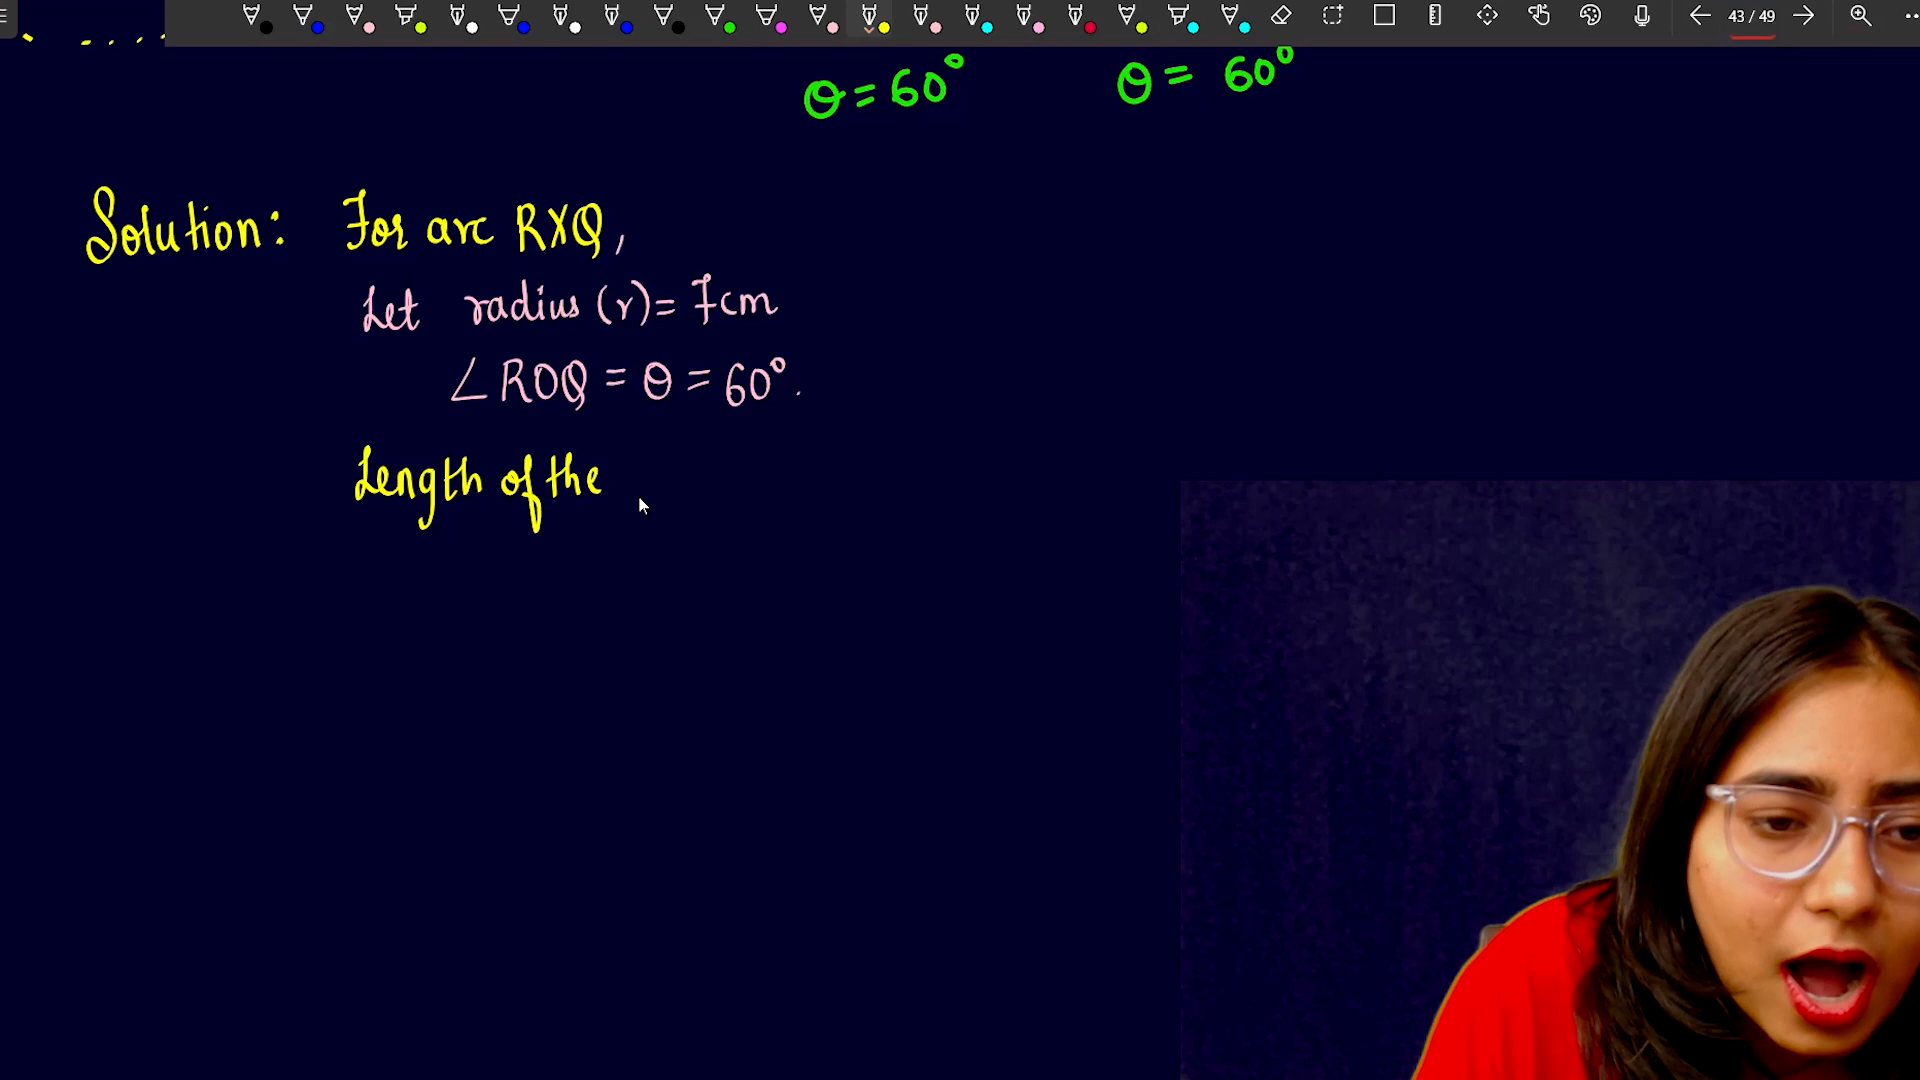 43 / 49
θ = 60° θ = 60°
Solution: For arc RXQ,
Let radius (r) = 7cm
∠ROQ = θ = 60°.
Length of the